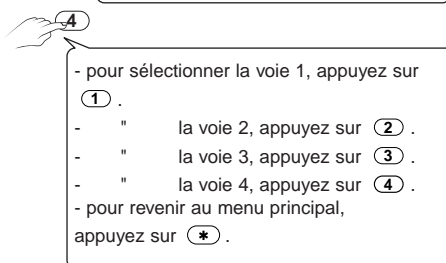 4
- pour sélectionner la voie 1, appuyez sur
1 .
- " la voie 2, appuyez sur 2 .
- " la voie 3, appuyez sur 3 .
- " la voie 4, appuyez sur 4 .
- pour revenir au menu principal,
appuyez sur ✱ .